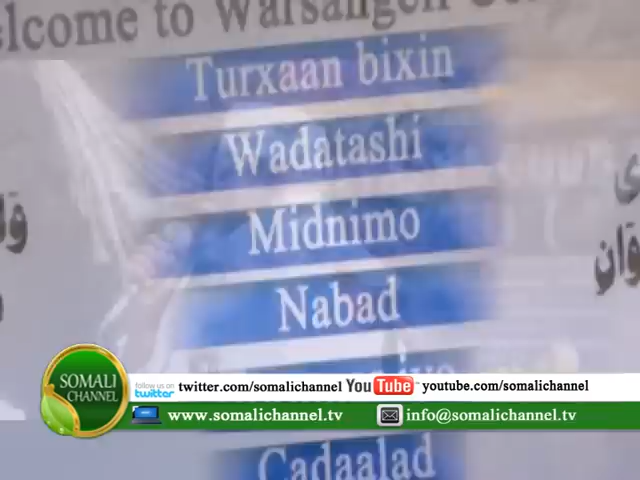 elcome to Warsangeli
Turxaan bixin
Wadatashi
Midnimo
Nabad
iyo
Cadaalad
SOMALI CHANNEL
follow us on twitter
twitter.com/somalichannel YouTube youtube.com/somalichannel
www.somalichannel.tv info@somalichannel.tv